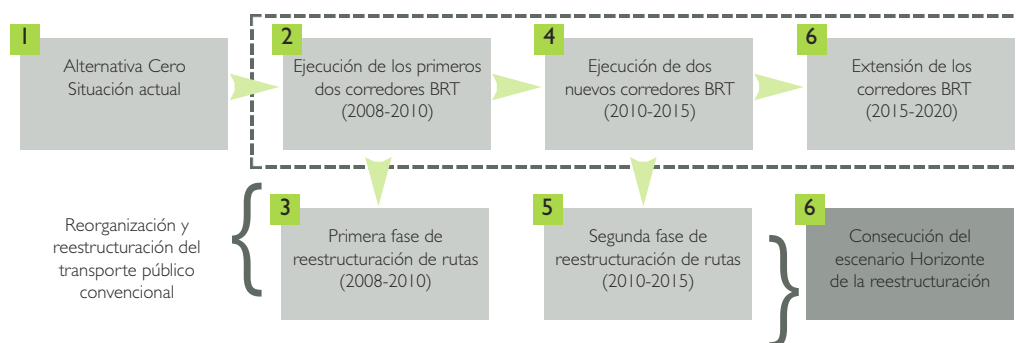 1
Alternativa Cero
Situación actual
2
Ejecución de los primeros
dos corredores BRT
(2008-2010)
4
Ejecución de dos
nuevos corredores BRT
(2010-2015)
6
Extensión de los
corredores BRT
(2015-2020)
Reorganización y
reestructuración del
transporte público
convencional
3
Primera fase de
reestructuración de rutas
(2008-2010)
5
Segunda fase de
reestructuración de rutas
(2010-2015)
6
Consecución del
escenario Horizonte
de la reestructuración